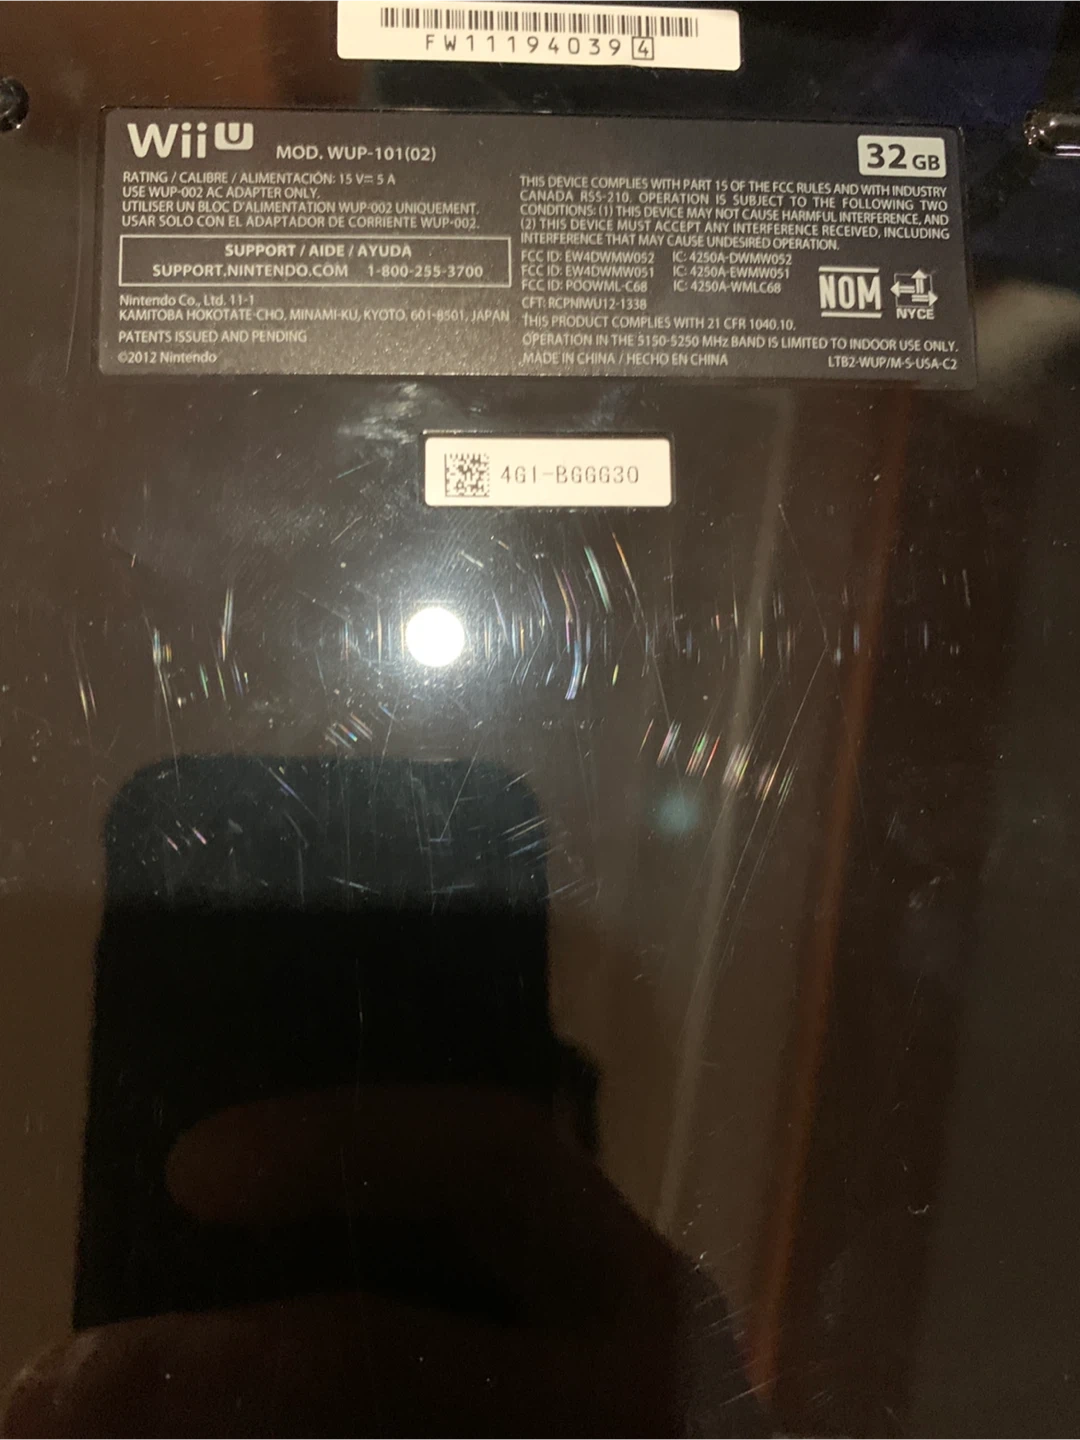 FW111940394
Wii U MOD. WUP-101(02)
32 GB
RATING / CALIBRE / ALIMENTACIÓN: 15 V⎓ 5 A
USE WUP-002 AC ADAPTER ONLY.
UTILISER UN BLOC D'ALIMENTATION WUP-002 UNIQUEMENT.
USAR SOLO CON EL ADAPTADOR DE CORRIENTE WUP-002.
SUPPORT / AIDE / AYUDA
SUPPORT.NINTENDO.COM 1-800-255-3700
Nintendo Co., Ltd. 11-1
KAMITOBA HOKOTATE-CHO, MINAMI-KU, KYOTO, 601-8501, JAPAN
PATENTS ISSUED AND PENDING
©2012 Nintendo
THIS DEVICE COMPLIES WITH PART 15 OF THE FCC RULES AND WITH INDUSTRY
CANADA RSS-210. OPERATION IS SUBJECT TO THE FOLLOWING TWO
CONDITIONS: (1) THIS DEVICE MAY NOT CAUSE HARMFUL INTERFERENCE, AND
(2) THIS DEVICE MUST ACCEPT ANY INTERFERENCE RECEIVED, INCLUDING
INTERFERENCE THAT MAY CAUSE UNDESIRED OPERATION.
FCC ID: EW4DWMW052 IC: 4250A-DWMW052
FCC ID: EW4DWMW051 IC: 4250A-EWMW051
FCC ID: POOWML-C68 IC: 4250A-WMLC68
CFT: RCPNIWU12-1338
NOM NYCE
THIS PRODUCT COMPLIES WITH 21 CFR 1040.10.
OPERATION IN THE 5150-5250 MHz BAND IS LIMITED TO INDOOR USE ONLY.
MADE IN CHINA / HECHO EN CHINA LTB2-WUP/M-S-USA-C2
4G1-BGGG30